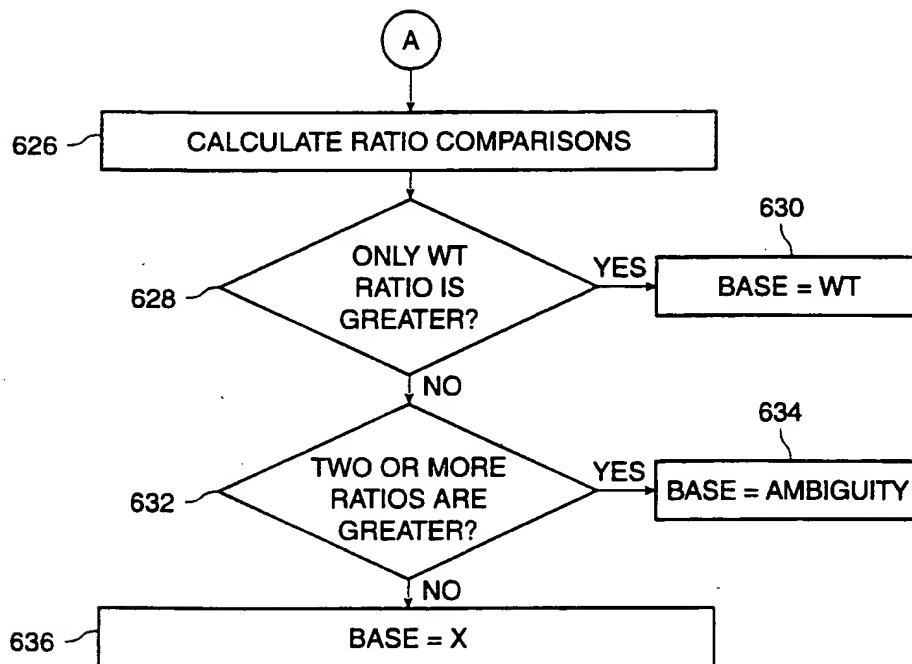 A
626
CALCULATE RATIO COMPARISONS
628
ONLY WT
RATIO IS
GREATER?
YES
630
BASE = WT
NO
632
TWO OR MORE
RATIOS ARE
GREATER?
YES
634
BASE = AMBIGUITY
NO
636
BASE = X